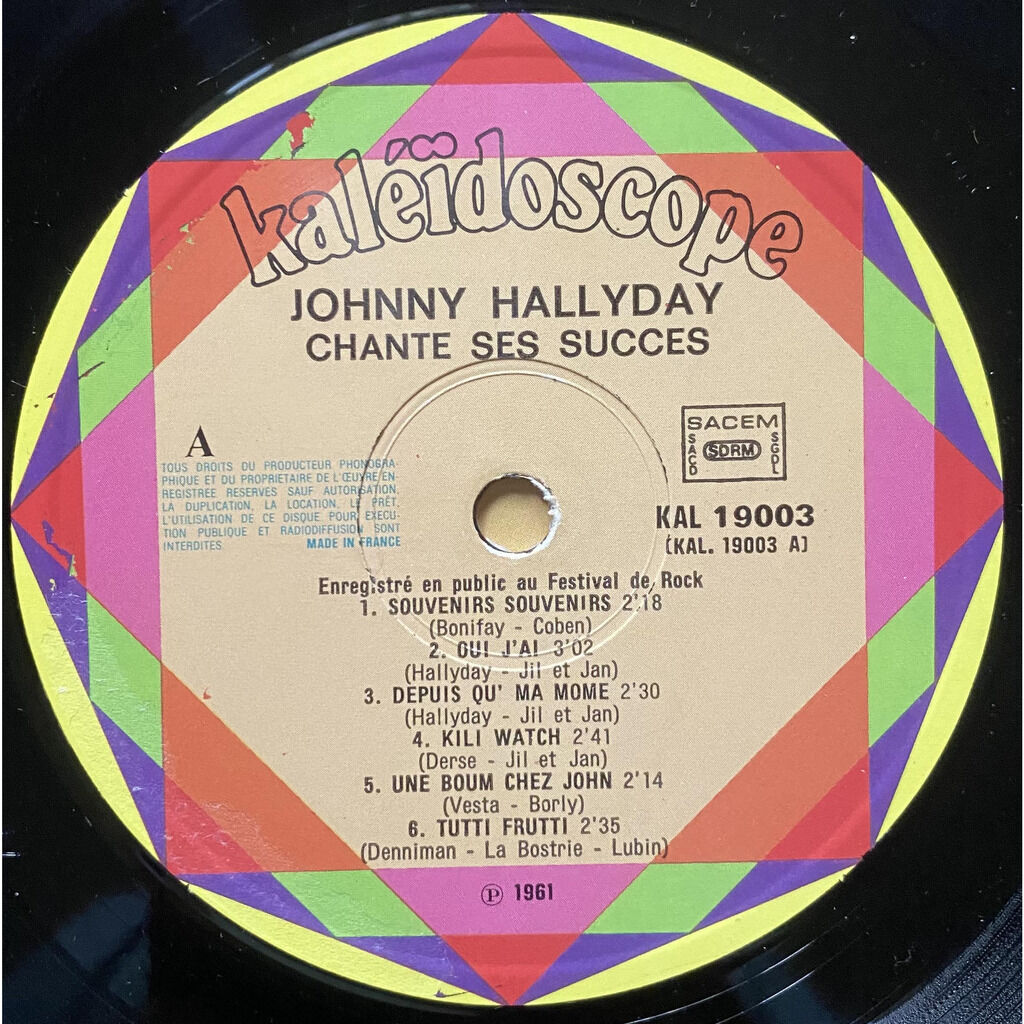 kaléïdoscope
JOHNNY HALLYDAY
CHANTE SES SUCCES
A
TOUS DROITS DU PRODUCTEUR PHONOGRA-
PHIQUE ET DU PROPRIETAIRE DE L'ŒUVRE EN-
REGISTREE RESERVES SAUF AUTORISATION,
LA DUPLICATION, LA LOCATION, LE PRÊT,
L'UTILISATION DE CE DISQUE POUR EXECU-
TION PUBLIQUE ET RADIODIFFUSION SONT
INTERDITES MADE IN FRANCE
SACEM
SACD SDRM SGDL
KAL 19003
(KAL. 19003 A)
Enregistré en public au Festival de Rock
1. SOUVENIRS SOUVENIRS 2'18
(Bonifay - Coben)
2. OUI J'AI 3'02
(Hallyday - Jil et Jan)
3. DEPUIS QU' MA MOME 2'30
(Hallyday - Jil et Jan)
4. KILI WATCH 2'41
(Derse - Jil et Jan)
5. UNE BOUM CHEZ JOHN 2'14
(Vesta - Borly)
6. TUTTI FRUTTI 2'35
(Denniman - La Bostrie - Lubin)
℗ 1961